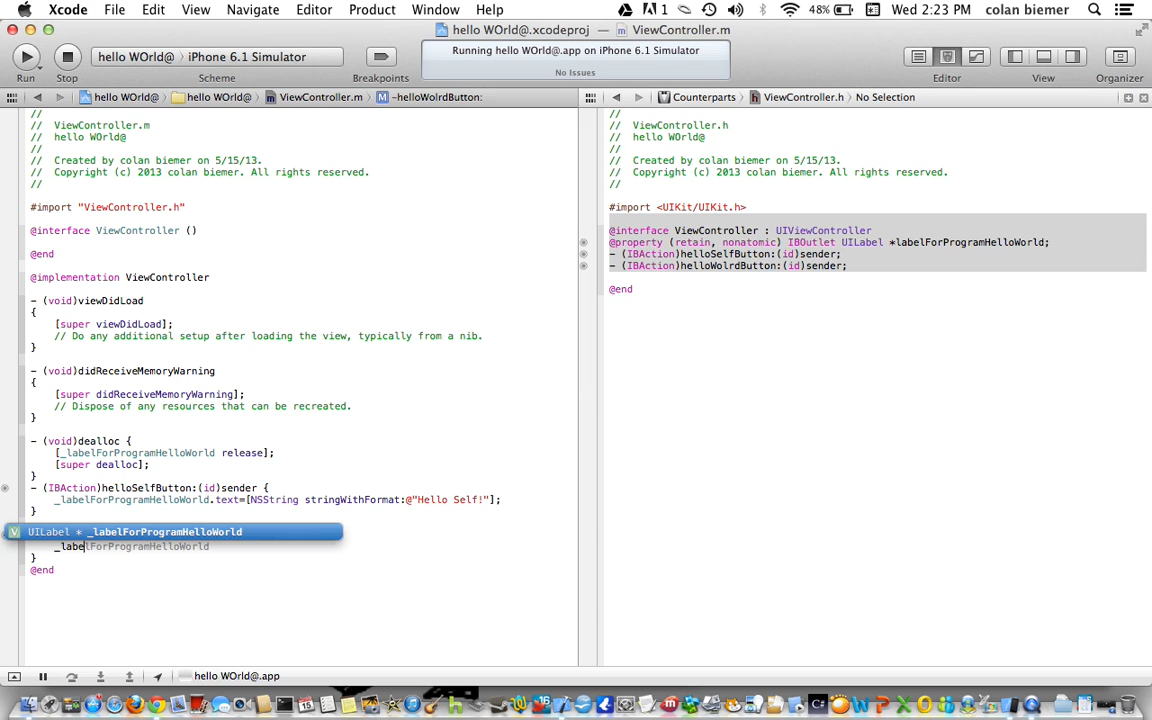 Xcode File Edit View Navigate Editor Product Window Help 1 48% Wed 2:23 PM colan biemer
hello WOrld@.xcodeproj — ViewController.m
hello WOrld@ iPhone 6.1 Simulator
Running hello WOrld@.app on iPhone 6.1 Simulator
No Issues
Run Stop Scheme Breakpoints Editor View Organizer
hello WOrld@ hello WOrld@ ViewController.m M -helloWolrdButton:
//
// ViewController.m
// hello WOrld@
//
// Created by colan biemer on 5/15/13.
// Copyright (c) 2013 colan biemer. All rights reserved.
//
#import "ViewController.h"
@interface ViewController ()
@end
@implementation ViewController
- (void)viewDidLoad
{
[super viewDidLoad];
// Do any additional setup after loading the view, typically from a nib.
}
- (void)didReceiveMemoryWarning
{
[super didReceiveMemoryWarning];
// Dispose of any resources that can be recreated.
}
- (void)dealloc {
[_labelForProgramHelloWorld release];
[super dealloc];
}
- (IBAction)helloSelfButton:(id)sender {
_labelForProgramHelloWorld.text=[NSString stringWithFormat:@"Hello Self!"];
}
V UILabel * _labelForProgramHelloWorld
_labelForProgramHelloWorld
}
@end
Counterparts h ViewController.h No Selection
//
// ViewController.h
// hello WOrld@
//
// Created by colan biemer on 5/15/13.
// Copyright (c) 2013 colan biemer. All rights reserved.
//
#import <UIKit/UIKit.h>
@interface ViewController : UIViewController
@property (retain, nonatomic) IBOutlet UILabel *labelForProgramHelloWorld;
- (IBAction)helloSelfButton:(id)sender;
- (IBAction)helloWolrdButton:(id)sender;
@end
hello WOrld@.app